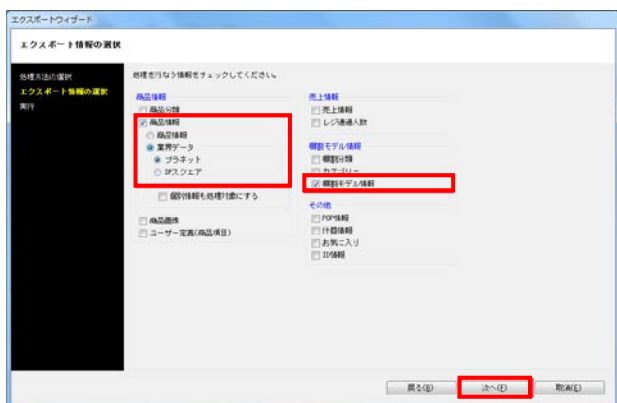 エクスポートウィザード
エクスポート情報の選択
処理方法の選択
エクスポート情報の選択
実行
処理を行なう情報をチェックしてください。
商品情報
商品分類
商品情報
商品情報
業界データ
プラネット
JPスクエア
個別情報も処理対象にする
商品画像
ユーザー定義(商品項目)
売上情報
売上情報
レジ通過人数
棚割モデル情報
棚割分類
カテゴリー
棚割モデル情報
その他
POP情報
什器情報
お気に入り
ID情報
戻る(B)
次へ(F)
取消(E)